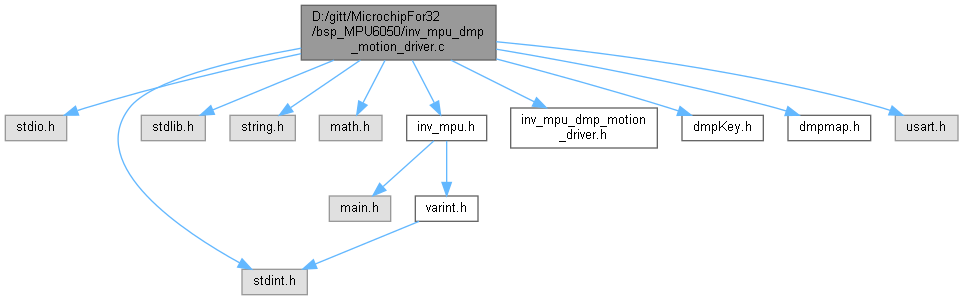 D:/gitt/MicrochipFor32
/bsp_MPU6050/inv_mpu_dmp
_motion_driver.c
stdio.h
stdlib.h
string.h
math.h
inv_mpu.h
inv_mpu_dmp_motion
_driver.h
dmpKey.h
dmpmap.h
usart.h
main.h
varint.h
stdint.h